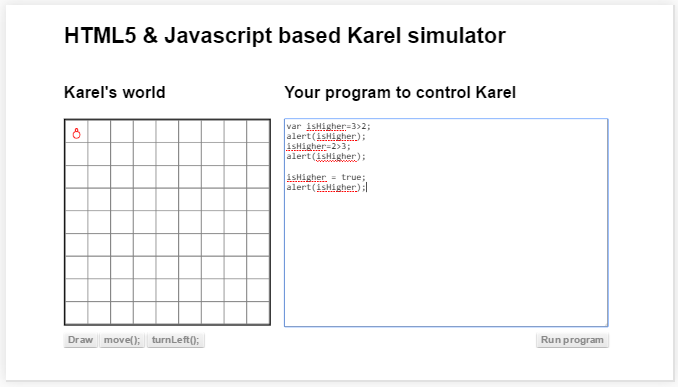 HTML5 & Javascript based Karel simulator
Karel's world
Your program to control Karel
var isHigher=3>2;
alert(isHigher);
isHigher=2>3;
alert(isHigher);
isHigher = true;
alert(isHigher);
Draw move(); turnLeft();
Run program